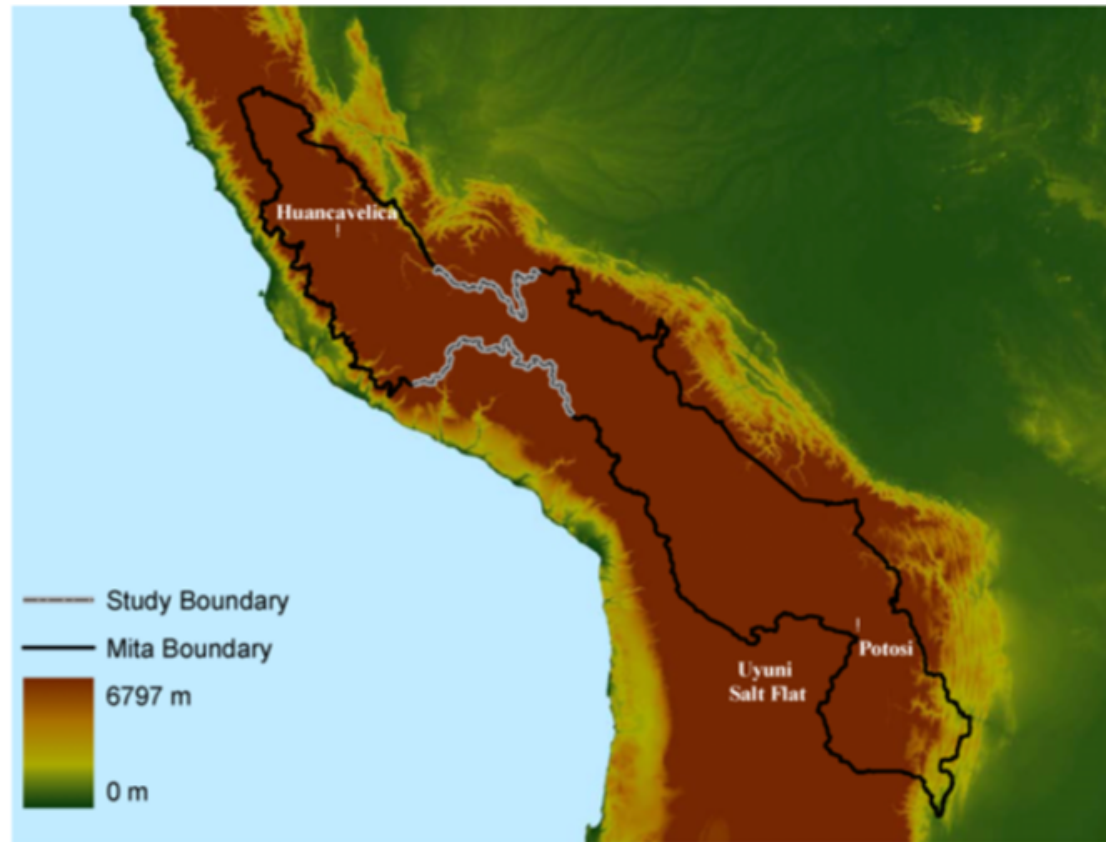 Huancavelica
Study Boundary
Mita Boundary
6797 m
0 m
Potosi
Uyuni
Salt Flat